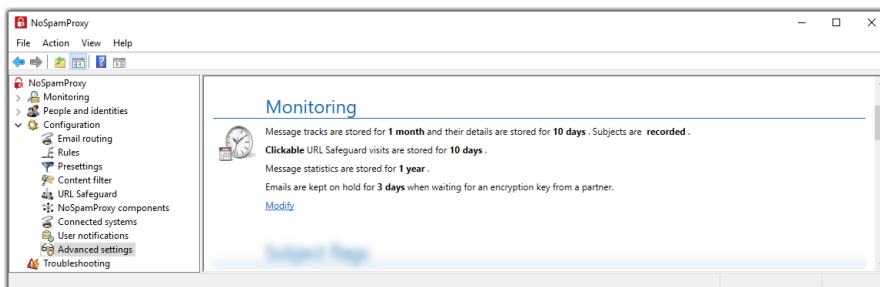 NoSpamProxy
File Action View Help
NoSpamProxy
Monitoring
People and identities
Configuration
Email routing
Rules
Presettings
Content filter
URL Safeguard
NoSpamProxy components
Connected systems
User notifications
Advanced settings
Troubleshooting
Monitoring
Message tracks are stored for 1 month and their details are stored for 10 days . Subjects are recorded .
Clickable URL Safeguard visits are stored for 10 days .
Message statistics are stored for 1 year .
Emails are kept on hold for 3 days when waiting for an encryption key from a partner.
Modify
Subject flags